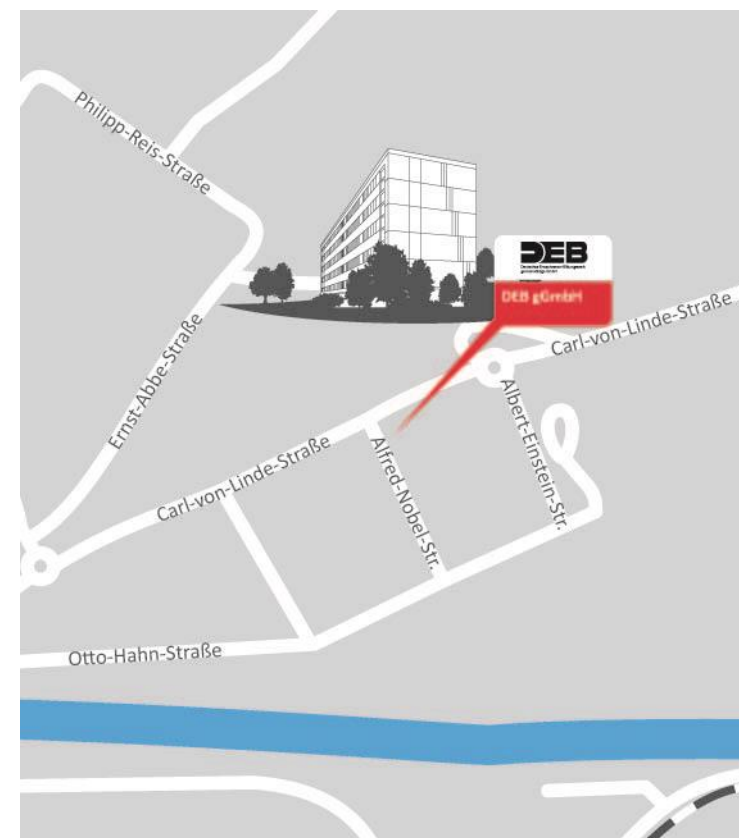 Philipp-Reis-Straße
DEB
DEB gGmbH
Carl-von-Linde-Straße
Ernst-Abbe-Straße
Albert-Einstein-Str.
Carl-von-Linde-Straße
Alfred-Nobel-Str.
Otto-Hahn-Straße